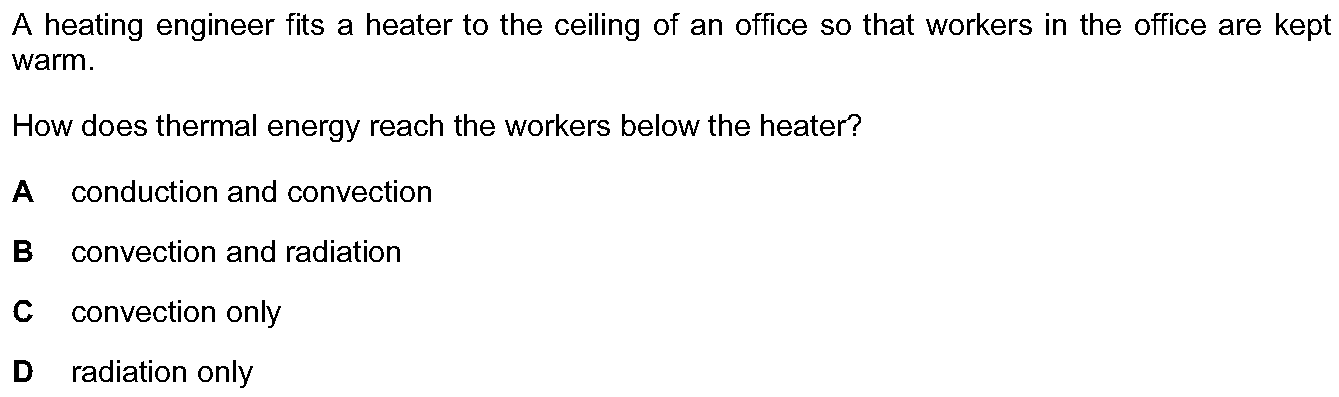 A heating engineer fits a heater to the ceiling of an office so that workers in the office are kept
warm.
How does thermal energy reach the workers below the heater?
A conduction and convection
B convection and radiation
C convection only
D radiation only